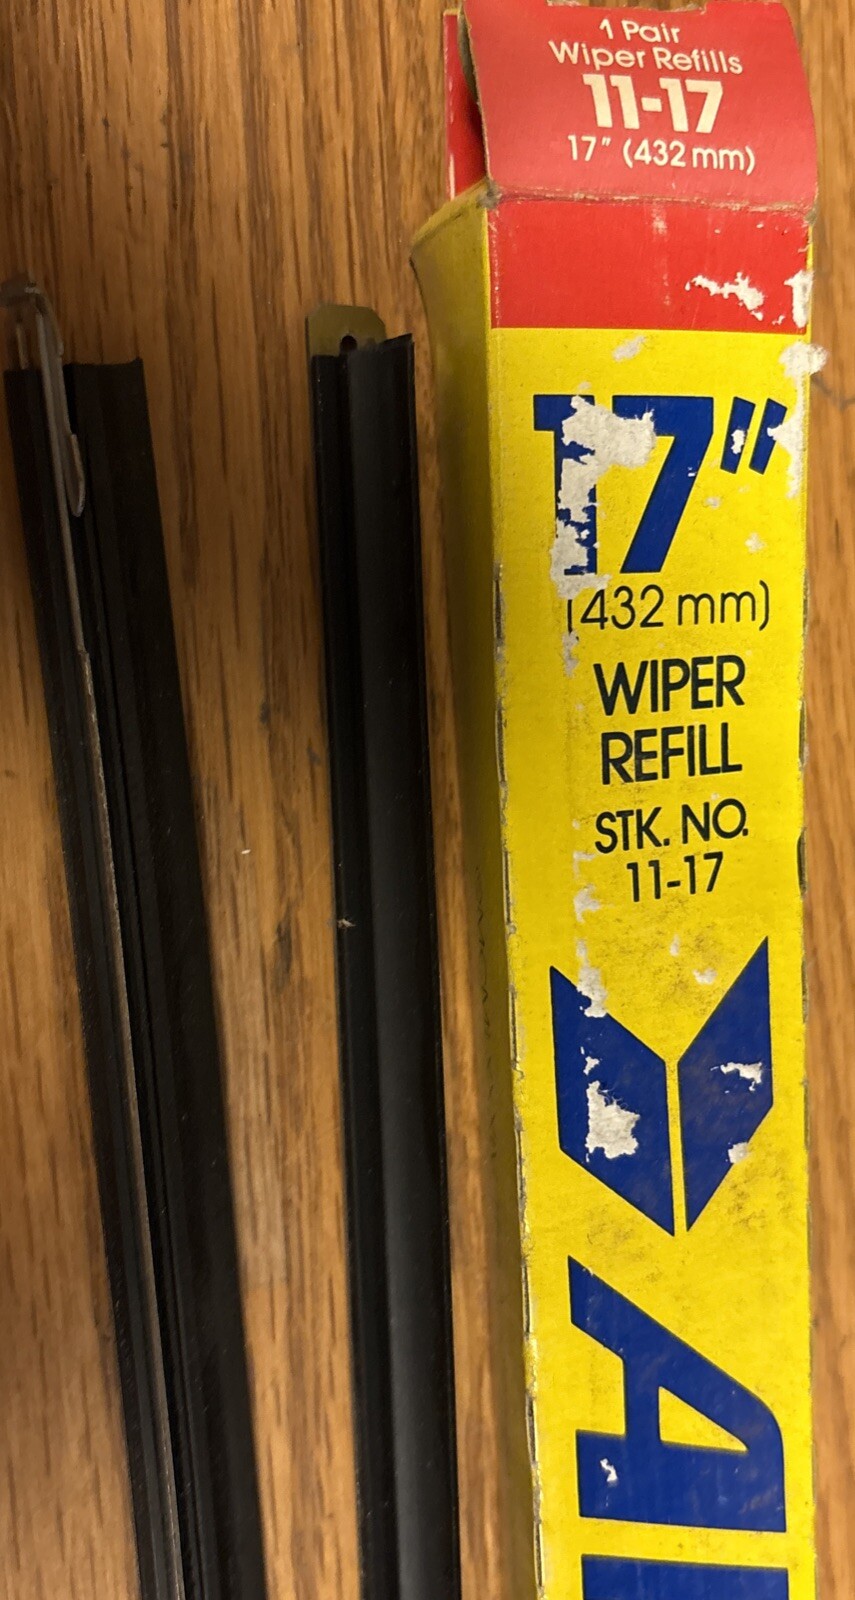 1 Pair
Wiper Refills
11-17
17" (432 mm)
17"
(432 mm)
WIPER
REFILL
STK. NO.
11-17